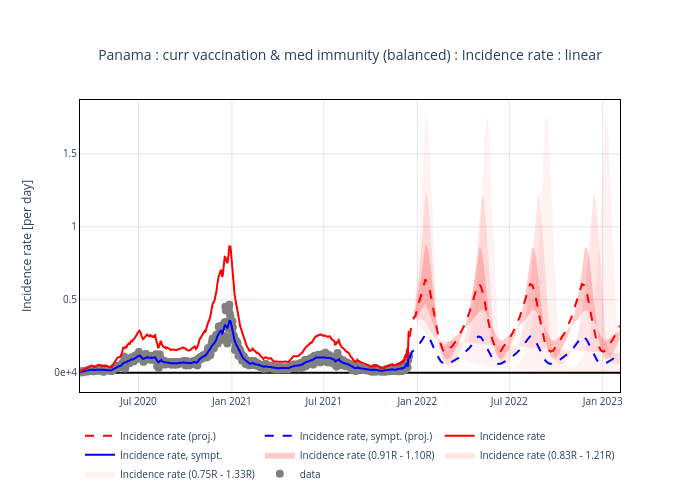 Panama : curr vaccination & med immunity (balanced) : Incidence rate : linear
Incidence rate [per day]
1.5
1
0.5
0e+4
Jul 2020
Jan 2021
Jul 2021
Jan 2022
Jul 2022
Jan 2023
Incidence rate (proj.)
Incidence rate, sympt. (proj.)
Incidence rate
Incidence rate, sympt.
Incidence rate (0.91R - 1.10R)
Incidence rate (0.83R - 1.21R)
Incidence rate (0.75R - 1.33R)
data